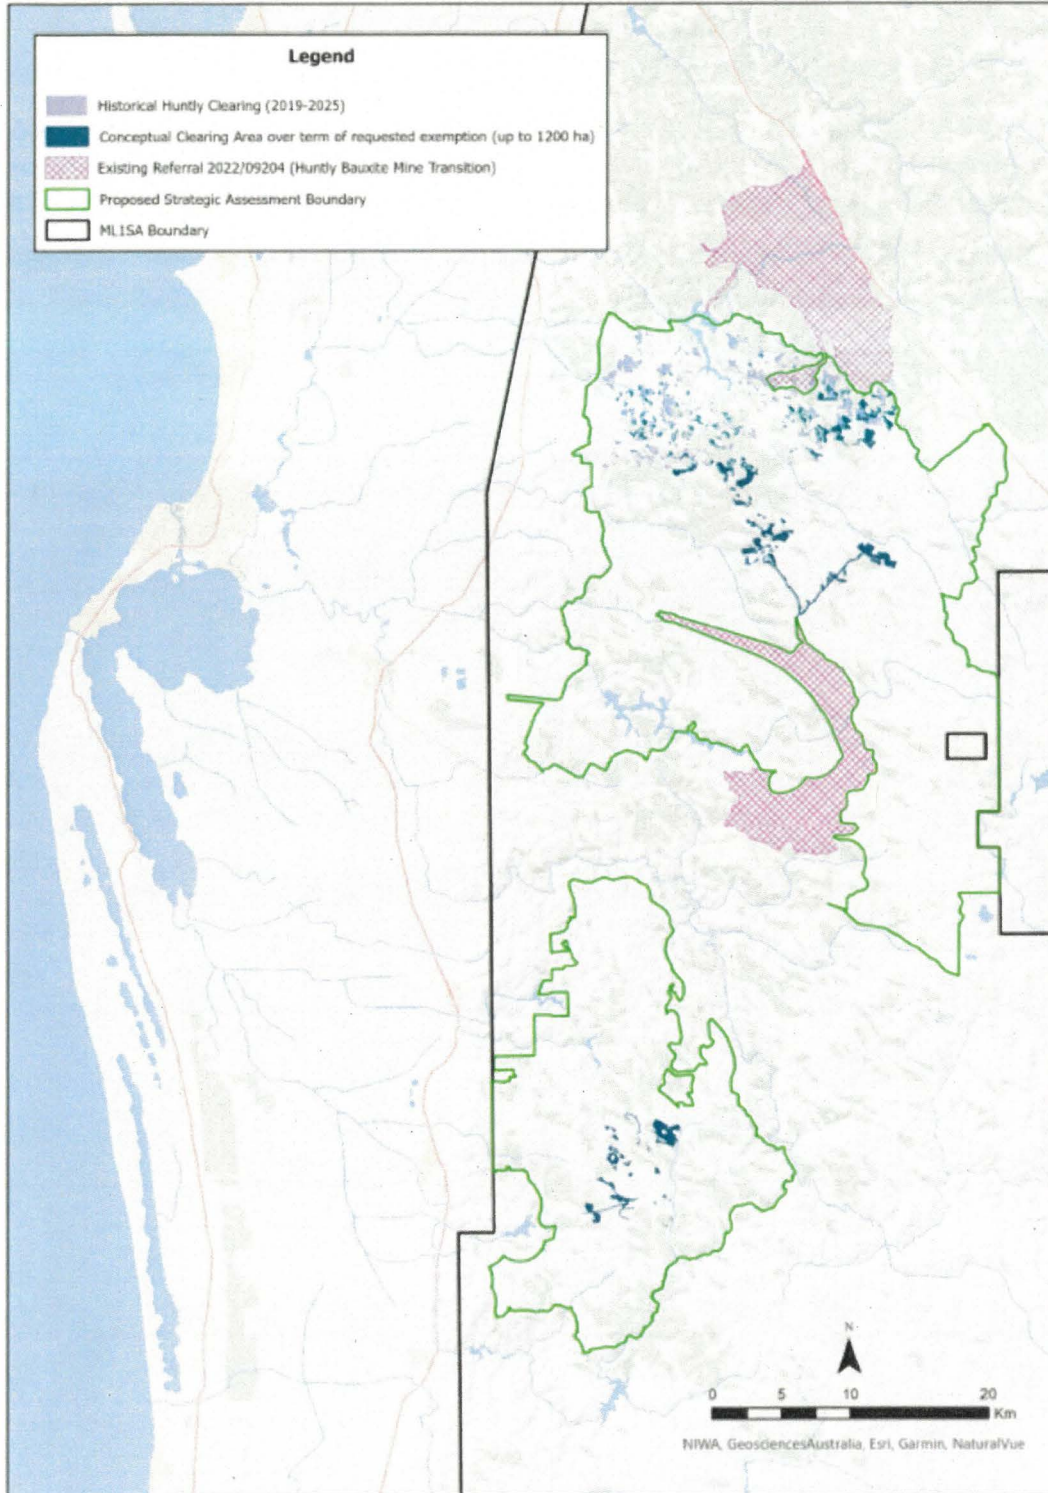 Legend
Historical Huntly Clearing (2019-2025)
Conceptual Clearing Area over term of requested exemption (up to 1200 ha)
Existing Referral 2022/09204 (Huntly Bauxite Mine Transition)
Proposed Strategic Assessment Boundary
ML1SA Boundary
N
0 5 10 20
Km
NIWA, GeosciencesAustralia, Esri, Garmin, NaturalVue